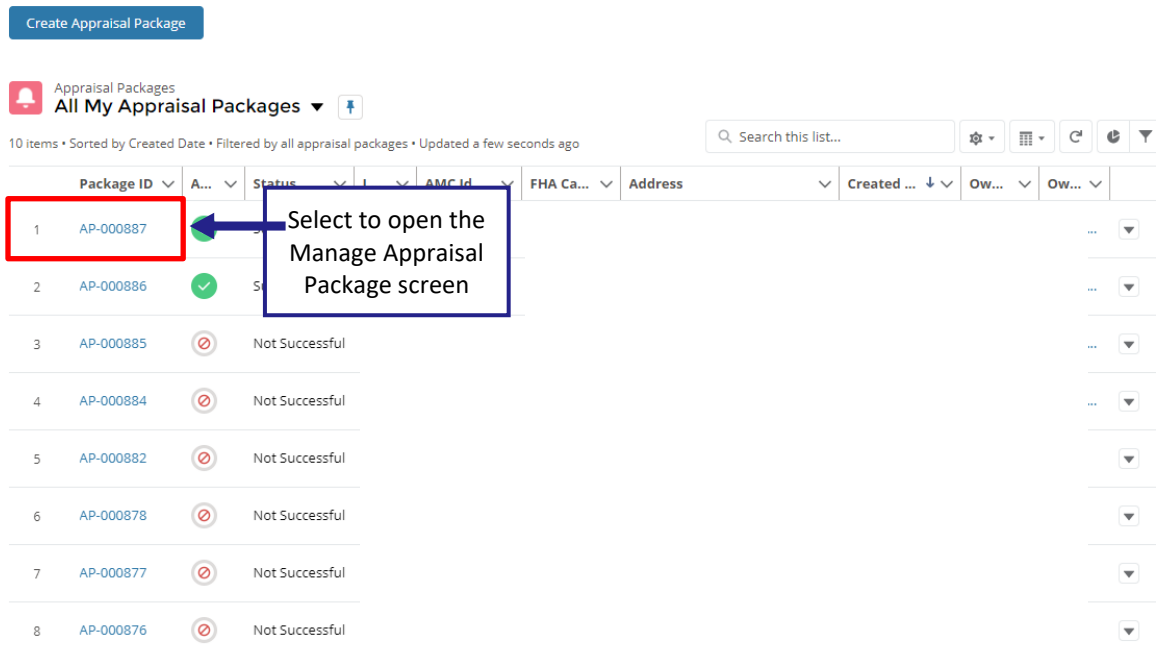 Create Appraisal Package
Appraisal Packages
All My Appraisal Packages
10 items • Sorted by Created Date • Filtered by all appraisal packages • Updated a few seconds ago
Search this list...
Package ID A... Status AMC Id FHA Ca... Address Created ... Ow... Ow...
1 AP-000887 ...
Select to open the
Manage Appraisal
Package screen
2 AP-000886 ...
3 AP-000885 Not Successful ...
4 AP-000884 Not Successful ...
5 AP-000882 Not Successful
6 AP-000878 Not Successful
7 AP-000877 Not Successful
8 AP-000876 Not Successful